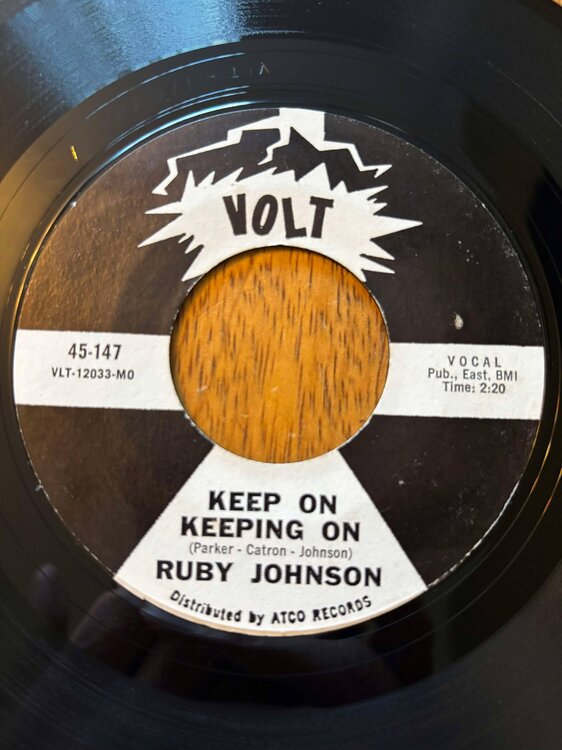 VOLT
45-147
VLT-12033-MO
VOCAL
Pub., East, BMI
Time: 2:20
KEEP ON
KEEPING ON
(Parker - Catron - Johnson)
RUBY JOHNSON
Distributed by ATCO RECORDS